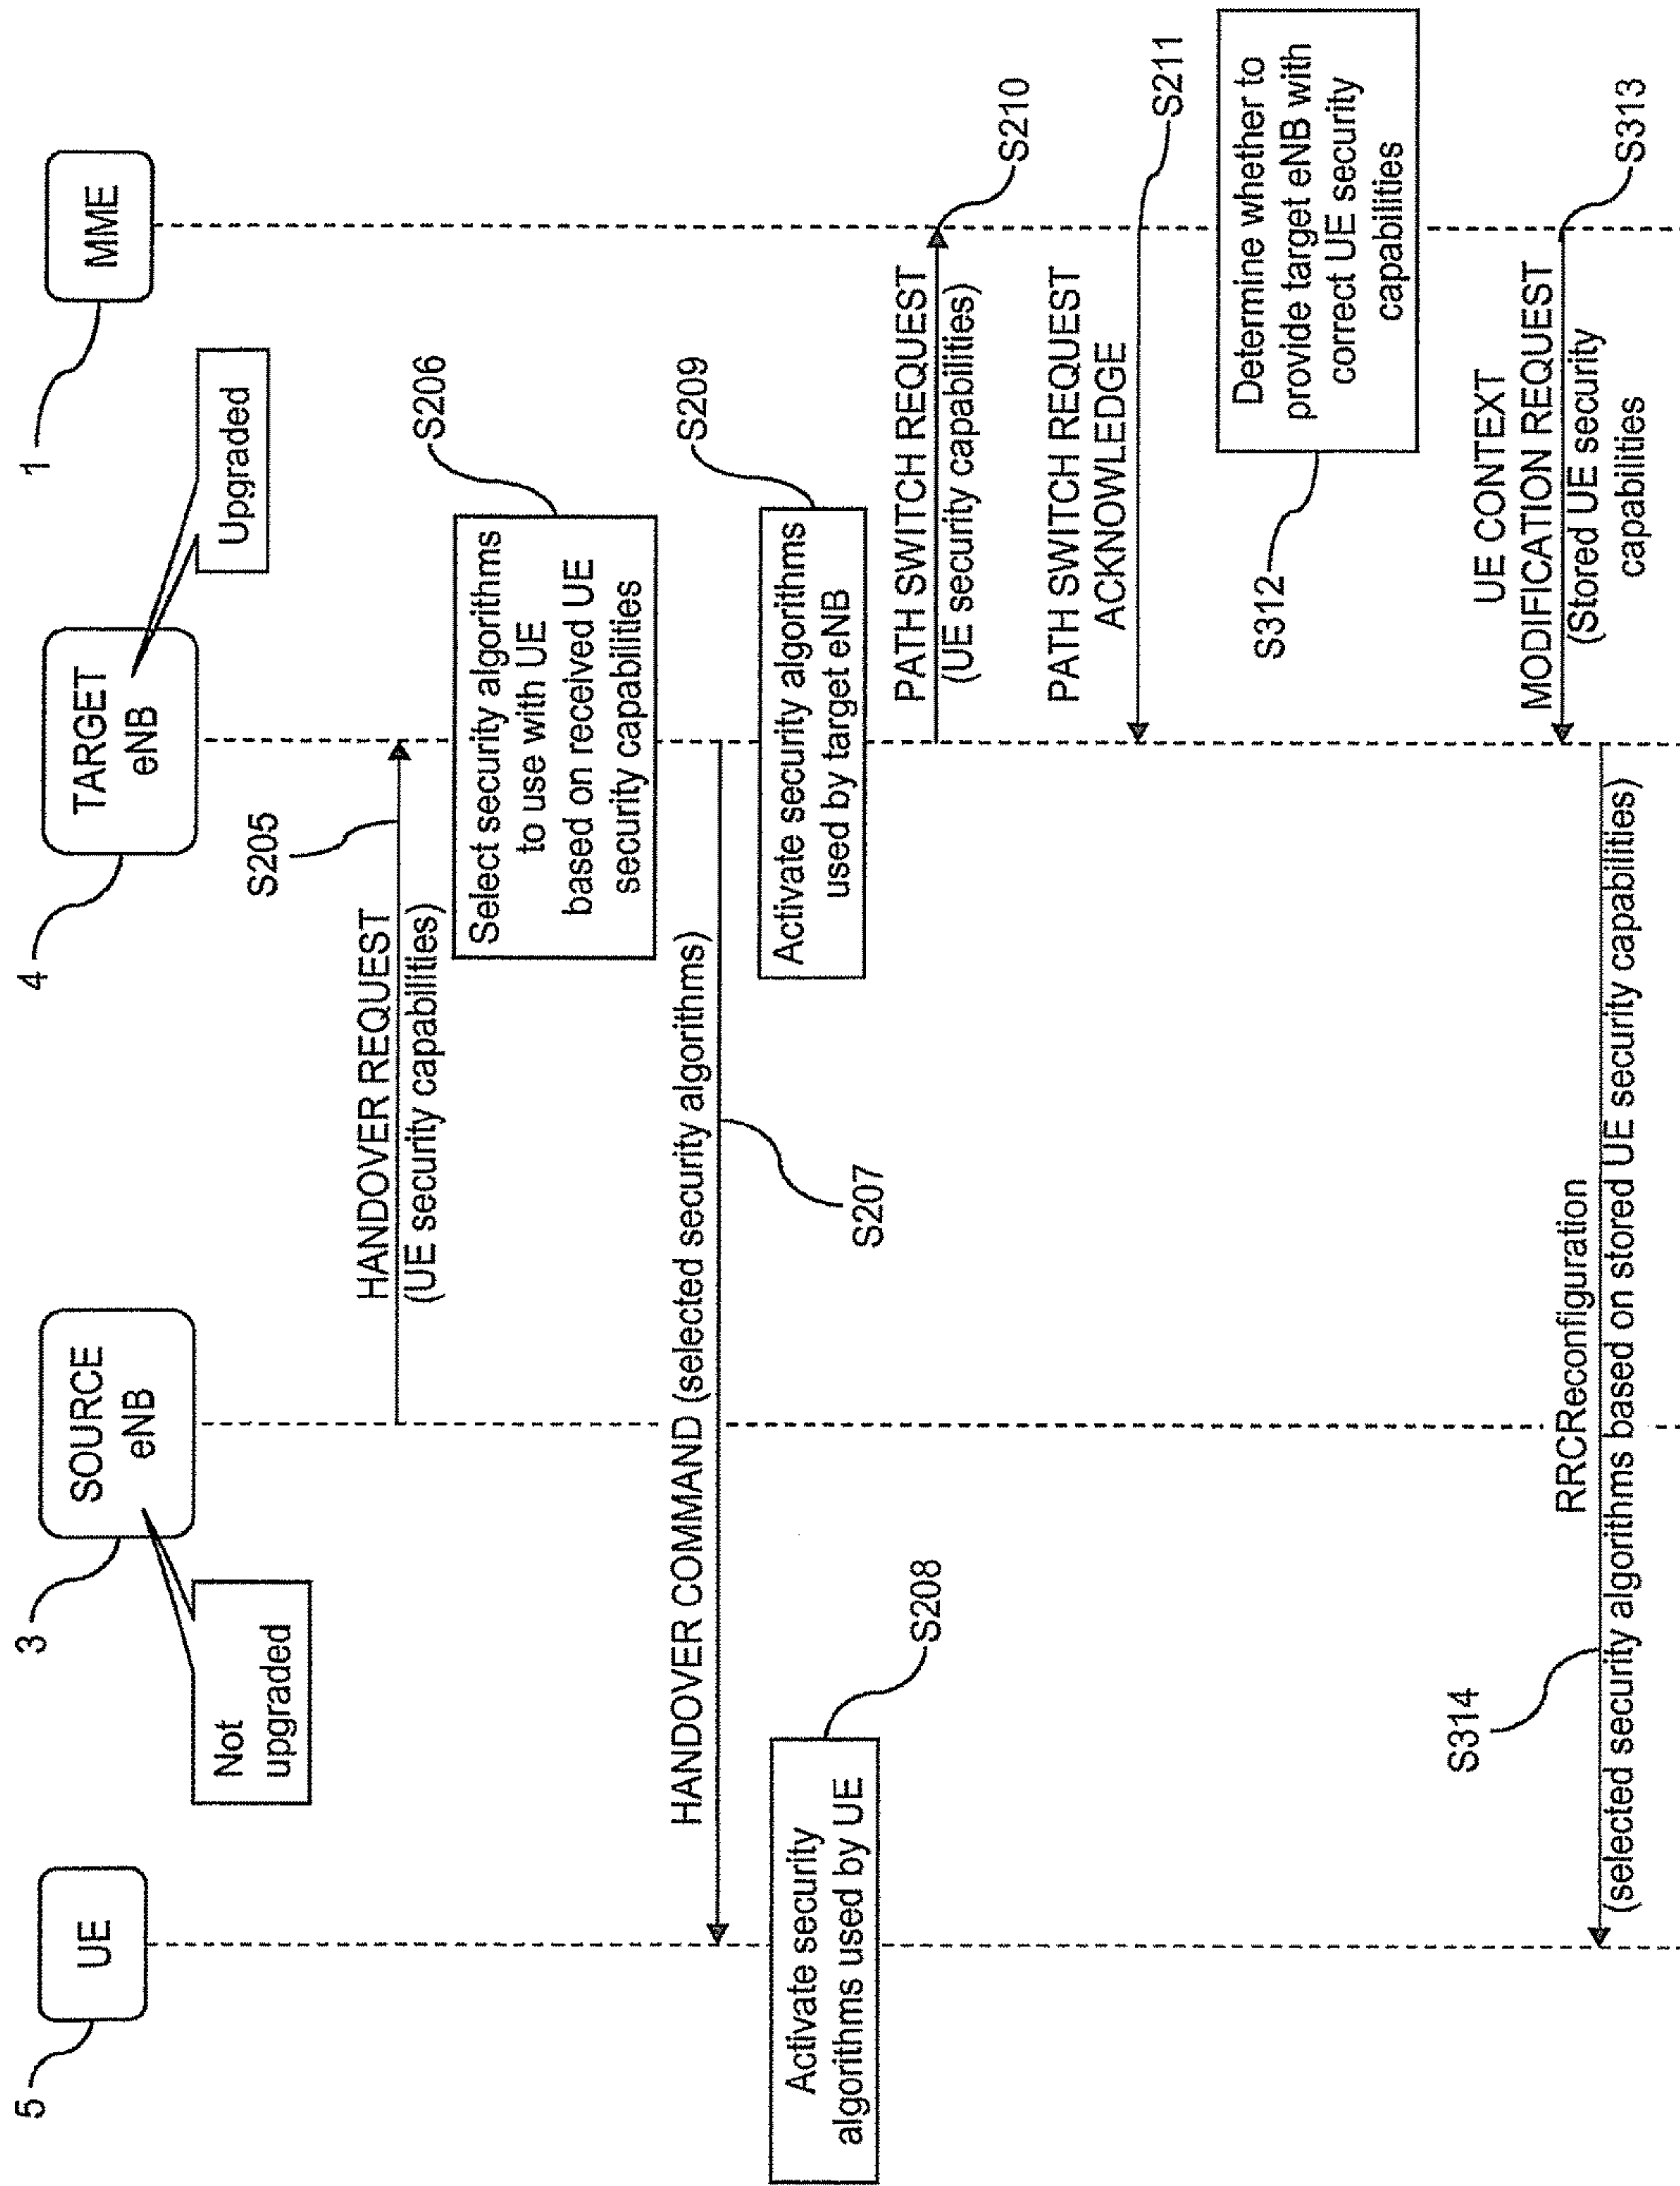 5
UE
3
SOURCE
eNB
Not
upgraded
4
TARGET
eNB
Upgraded
1
MME
HANDOVER REQUEST
(UE security capabilities)
S205
Select security algorithms
to use with UE
based on received UE
security capabilities
S206
HANDOVER COMMAND (selected security algorithms)
S207
Activate security
algorithms used by UE
S208
Activate security algorithms
used by target eNB
S209
PATH SWITCH REQUEST
(UE security capabilities)
S210
PATH SWITCH REQUEST
ACKNOWLEDGE
S211
Determine whether to
provide target eNB with
correct UE security
capabilities
S312
UE CONTEXT
MODIFICATION REQUEST
(Stored UE security
capabilities
S313
RRCReconfiguration
(selected security algorithms based on stored UE security capabilities)
S314